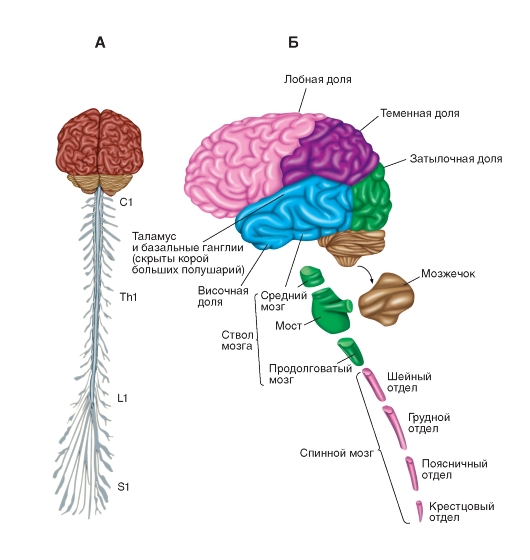 А
Б
Лобная доля
Теменная доля
Затылочная доля
C1
Таламус
и базальные ганглии
(скрыты корой
больших полушарий)
Мозжечок
Височная
доля
Средний
мозг
Th1
Мост
Ствол
мозга
Продолговатый
мозг
Шейный
отдел
L1
Грудной
отдел
Спинной мозг
Поясничный
отдел
S1
Крестцовый
отдел